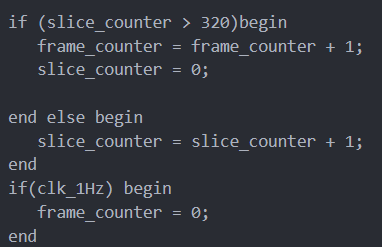 if (slice_counter > 320)begin
   frame_counter = frame_counter + 1;
   slice_counter = 0;

end else begin
   slice_counter = slice_counter + 1;
end
if(clk_1Hz) begin
   frame_counter = 0;
end